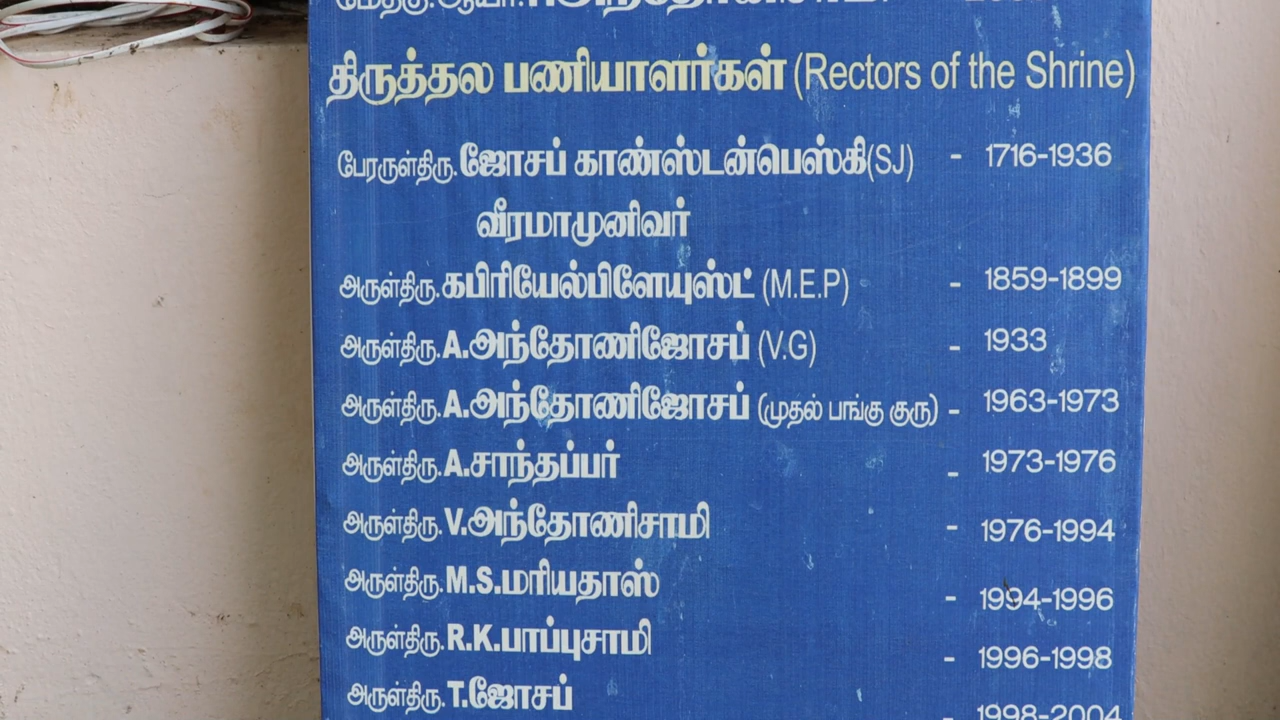 திருத்தல பணியாளர்கள் (Rectors of the Shrine)
பேரருள்திரு.ஜோசப் காண்ஸ்டன்பெஸ்கி(SJ) - 1716-1936
வீரமாமுனிவர்
அருள்திரு.கபிரியேல்பிளேயுஸ்ட் (M.E.P) - 1859-1899
அருள்திரு.A.அந்தோணிஜோசப் (V.G) - 1933
அருள்திரு.A.அந்தோணிஜோசப் (முதல் பங்கு குரு) - 1963-1973
அருள்திரு.A.சாந்தப்பர் - 1973-1976
அருள்திரு.V.அந்தோணிசாமி - 1976-1994
அருள்திரு.M.S.மரியதாஸ் - 1994-1996
அருள்திரு.R.K.பாப்புசாமி - 1996-1998
அருள்திரு.T.ஜோசப் - 1998-2004